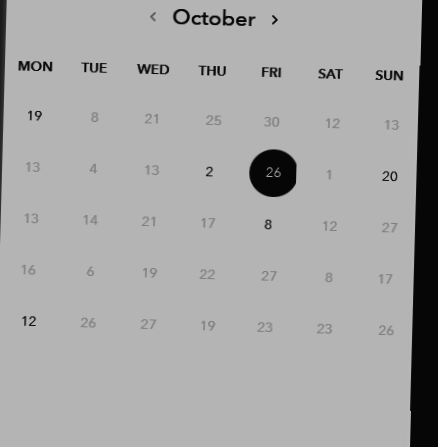 < October >
MON TUE WED THU FRI SAT SUN
19 8 21 25 30 12 13
13 4 13 2 26 1 20
13 14 21 17 8 12 27
16 6 19 22 27 8 17
12 26 27 19 23 23 26